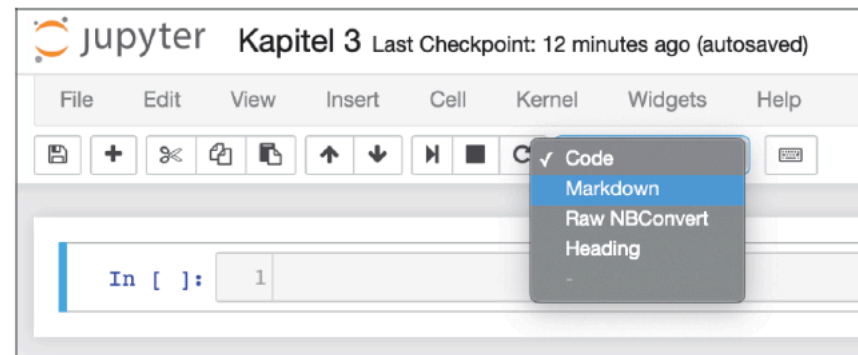 jupyter Kapitel 3 Last Checkpoint: 12 minutes ago (autosaved)
File Edit View Insert Cell Kernel Widgets Help
✓ Code
Markdown
Raw NBConvert
Heading
-
In [ ]: 1